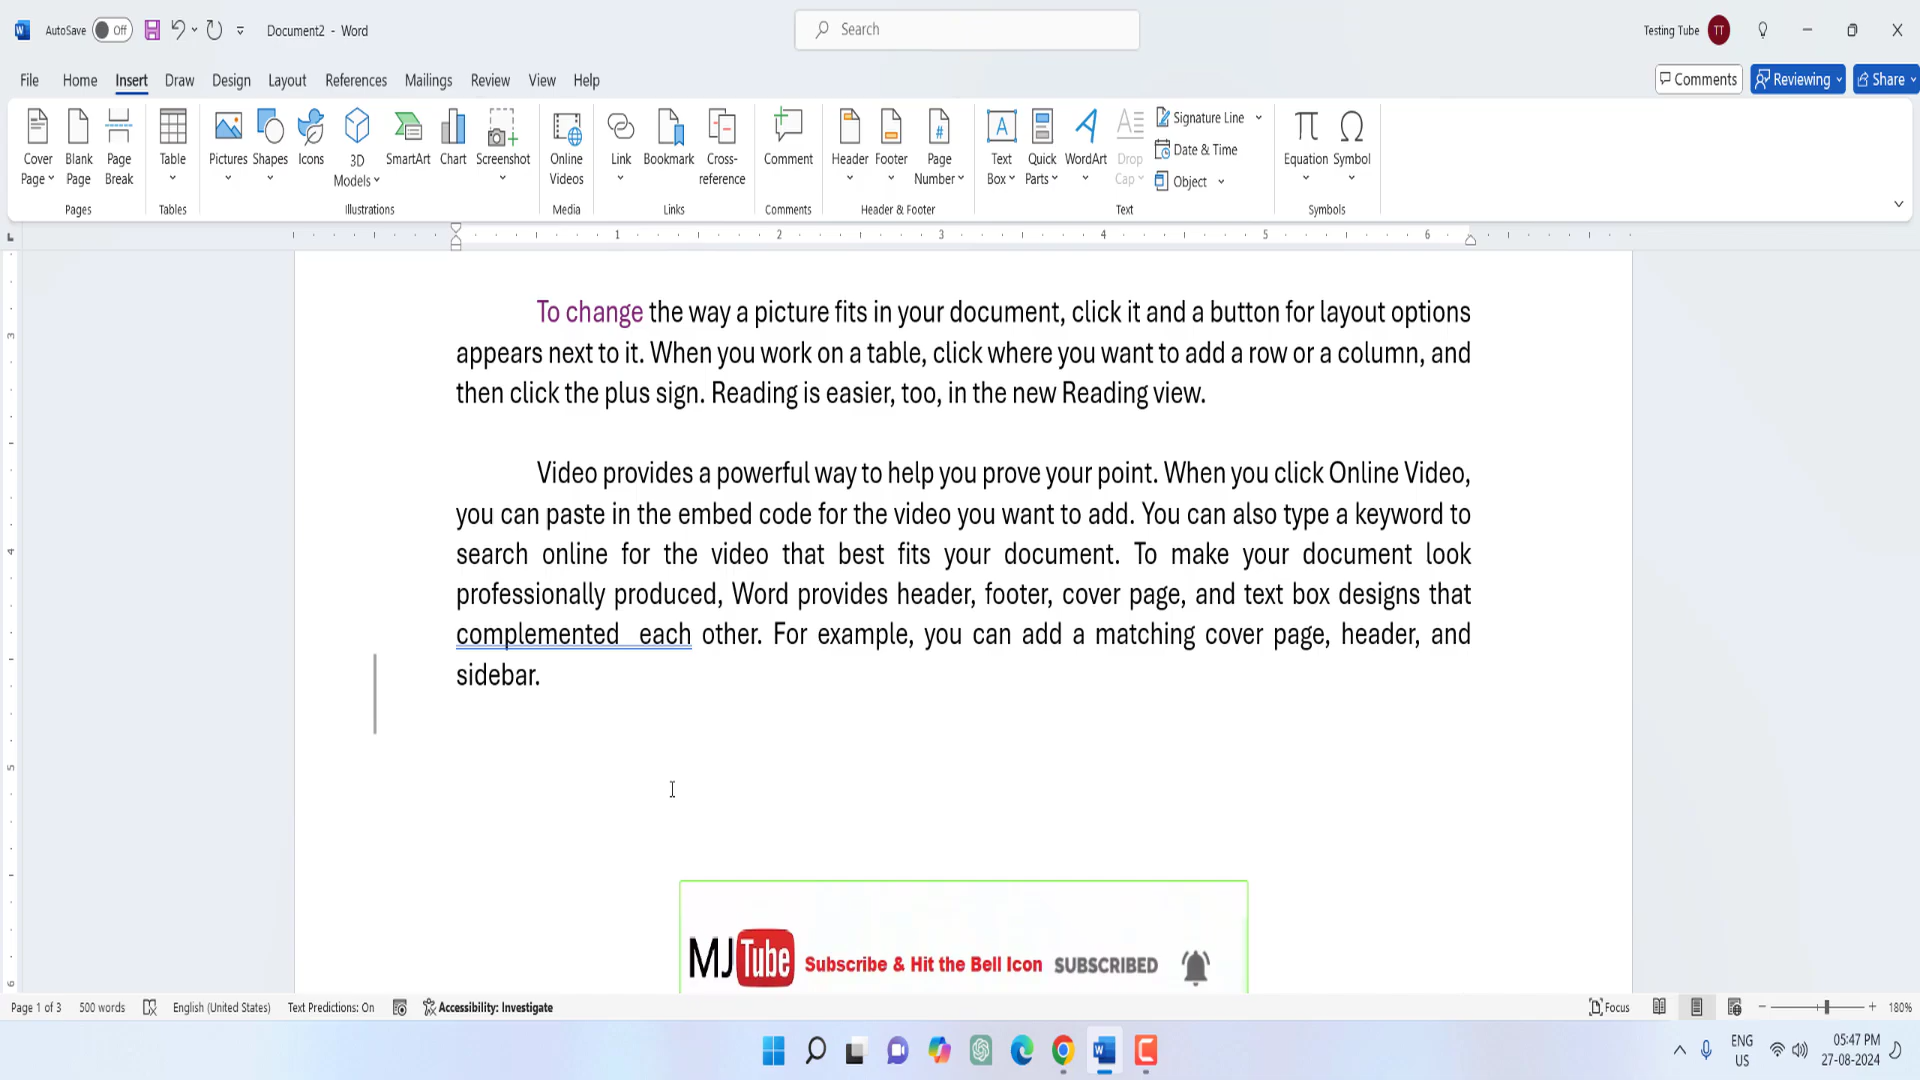 AutoSave Off Document2 - Word Search Testing Tube TT
File Home Insert Draw Design Layout References Mailings Review View Help Comments Reviewing Share
Cover Page Blank Page Page Break Table Pictures Shapes Icons 3D Models SmartArt Chart Screenshot Online Videos Link Bookmark Cross-reference Comment Header Footer Page Number Text Box Quick Parts WordArt Drop Cap Signature Line Date & Time Object Equation Symbol
Pages Tables Illustrations Media Links Comments Header & Footer Text Symbols
1 2 3 4 5 6
To change the way a picture fits in your document, click it and a button for layout options
appears next to it. When you work on a table, click where you want to add a row or a column, and
then click the plus sign. Reading is easier, too, in the new Reading view.
Video provides a powerful way to help you prove your point. When you click Online Video,
you can paste in the embed code for the video you want to add. You can also type a keyword to
search online for the video that best fits your document. To make your document look
professionally produced, Word provides header, footer, cover page, and text box designs that
complemented each other. For example, you can add a matching cover page, header, and
sidebar.
3
4
5
6
MJ Tube Subscribe & Hit the Bell Icon SUBSCRIBED
Page 1 of 3 500 words English (United States) Text Predictions: On Accessibility: Investigate Focus 180%
ENG US 05:47 PM
27-08-2024